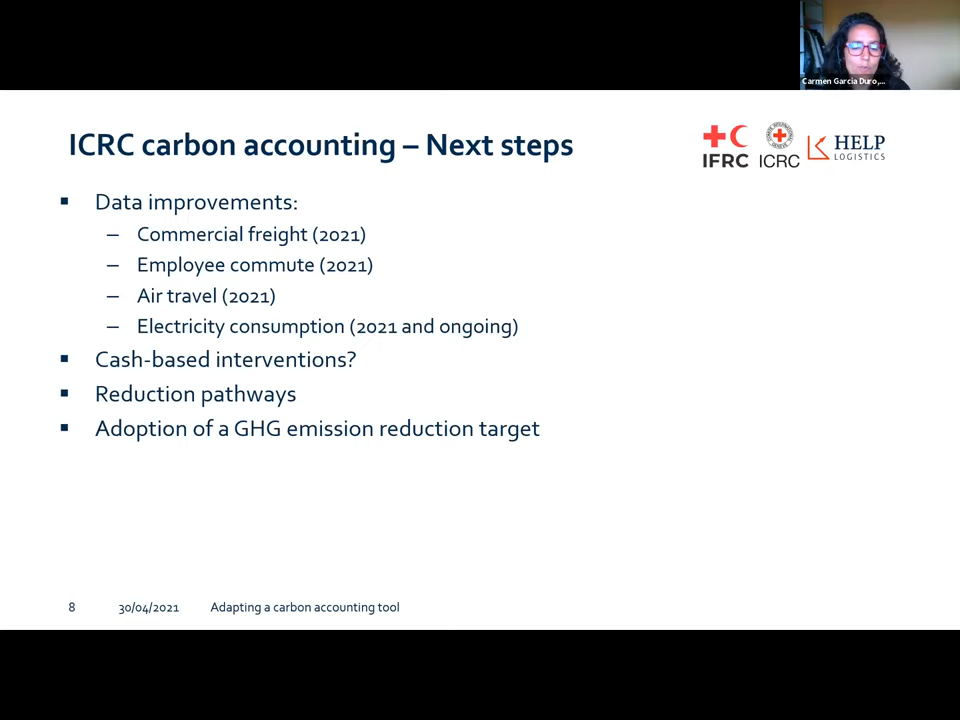 Carmen Garcia Duro,...
ICRC carbon accounting – Next steps
IFRC
ICRC
HELP
LOGISTICS
▪ Data improvements:
– Commercial freight (2021)
– Employee commute (2021)
– Air travel (2021)
– Electricity consumption (2021 and ongoing)
▪ Cash-based interventions?
▪ Reduction pathways
▪ Adoption of a GHG emission reduction target
8 30/04/2021 Adapting a carbon accounting tool